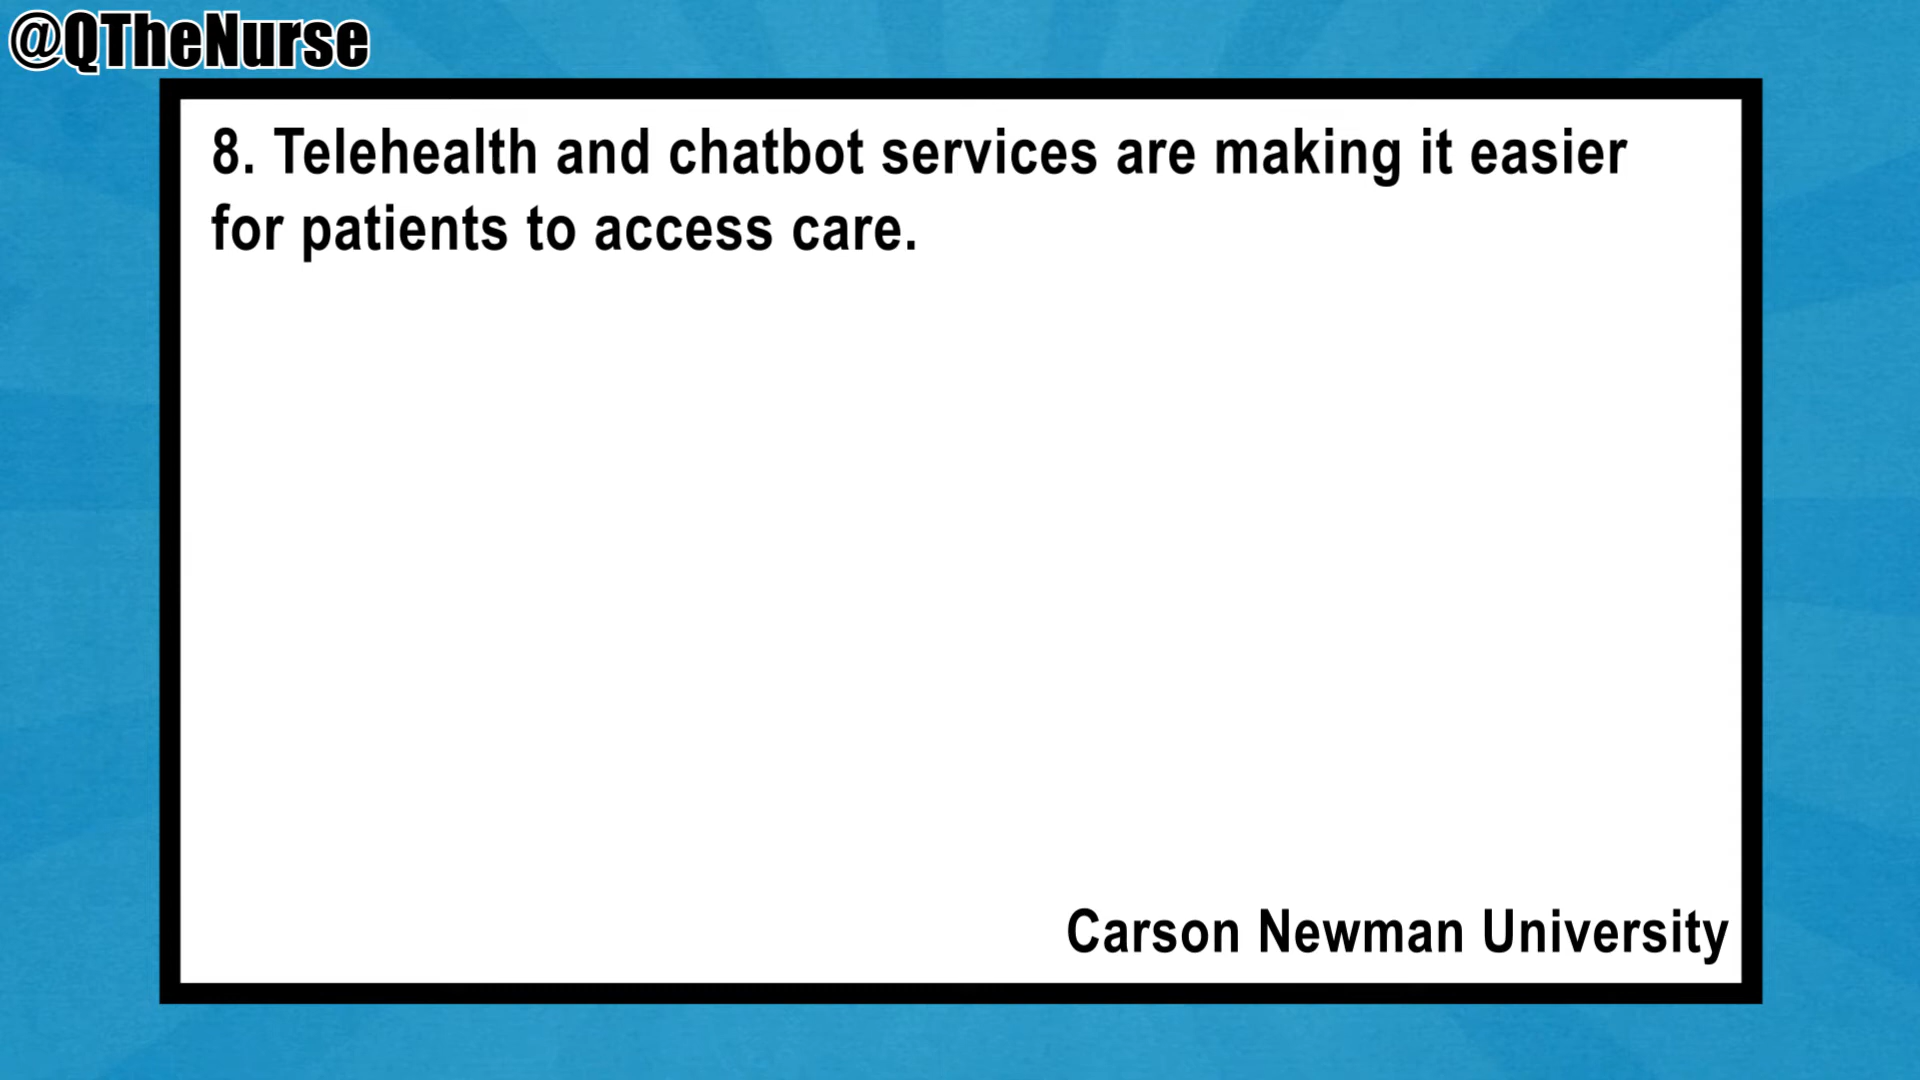 @QTheNurse
8. Telehealth and chatbot services are making it easier
for patients to access care.
Carson Newman University